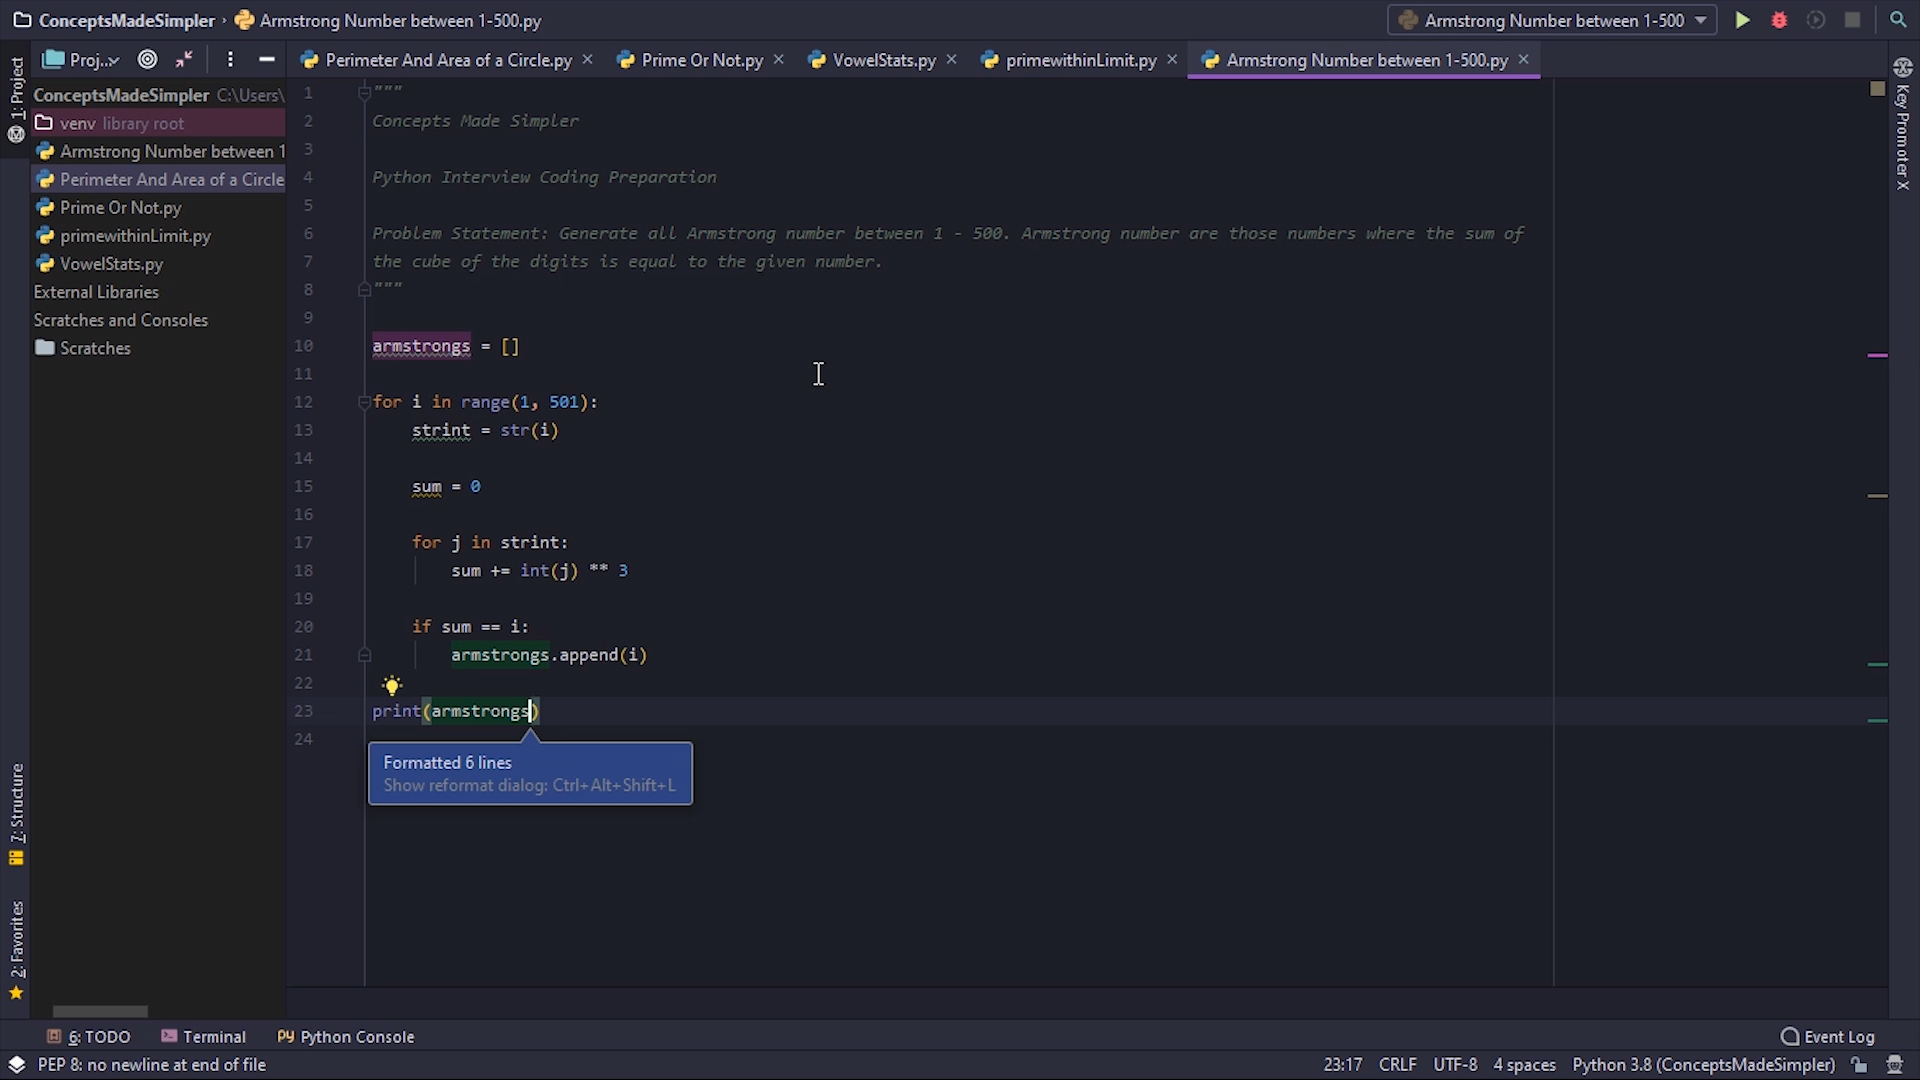 ConceptsMadeSimpler › Armstrong Number between 1-500.py
Armstrong Number between 1-500
Proj...
Perimeter And Area of a Circle.py
Prime Or Not.py
VowelStats.py
primewithinLimit.py
Armstrong Number between 1-500.py
1: Project
7: Structure
2: Favorites
Key Promoter X
ConceptsMadeSimpler C:\Users\
venv library root
Armstrong Number between 1
Perimeter And Area of a Circle
Prime Or Not.py
primewithinLimit.py
VowelStats.py
External Libraries
Scratches and Consoles
Scratches
1 """
2 Concepts Made Simpler
3
4 Python Interview Coding Preparation
5
6 Problem Statement: Generate all Armstrong number between 1 - 500. Armstrong number are those numbers where the sum of
7 the cube of the digits is equal to the given number.
8 """
9
10 armstrongs = []
11
12 for i in range(1, 501):
13 strint = str(i)
14
15 sum = 0
16
17 for j in strint:
18 sum += int(j) ** 3
19
20 if sum == i:
21 armstrongs.append(i)
22
23 print(armstrongs)
24
Formatted 6 lines
Show reformat dialog: Ctrl+Alt+Shift+L
6: TODO
Terminal
Python Console
Event Log
PEP 8: no newline at end of file
23:17 CRLF UTF-8 4 spaces Python 3.8 (ConceptsMadeSimpler)